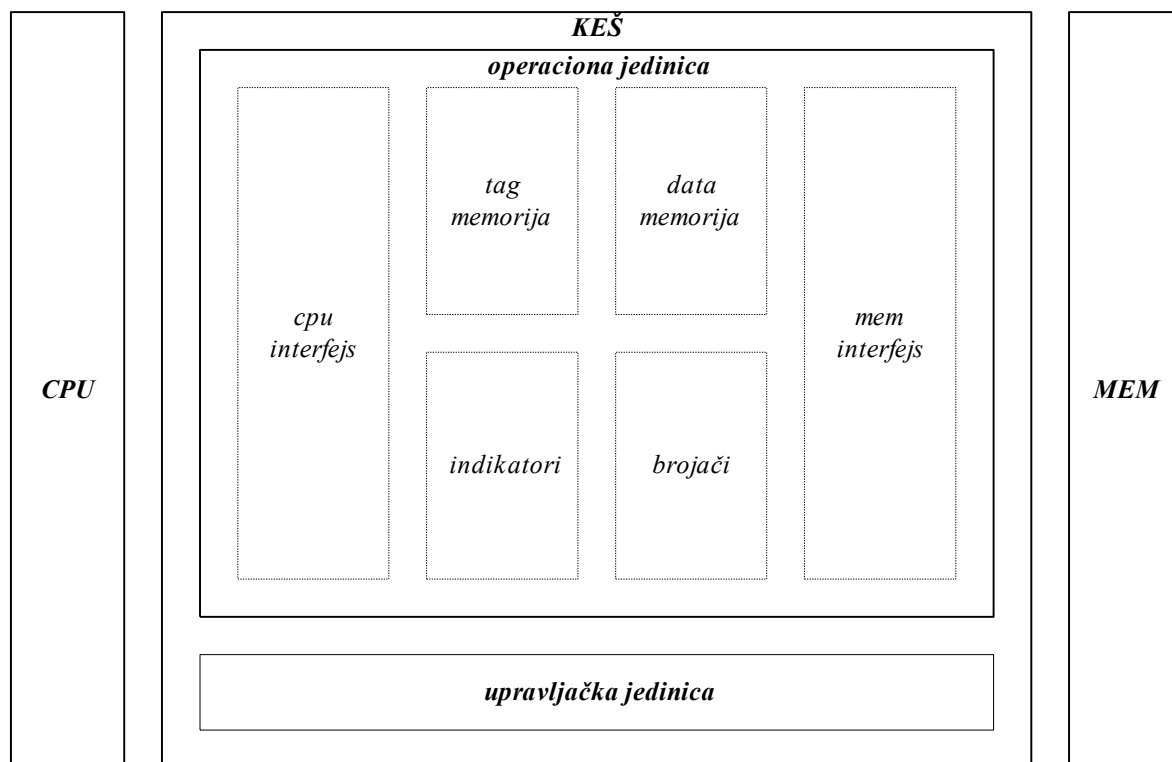 KEŠ
operaciona jedinica
CPU
cpu
interfejs
tag
memorija
data
memorija
indikatori
brojači
mem
interfejs
MEM
upravljačka jedinica